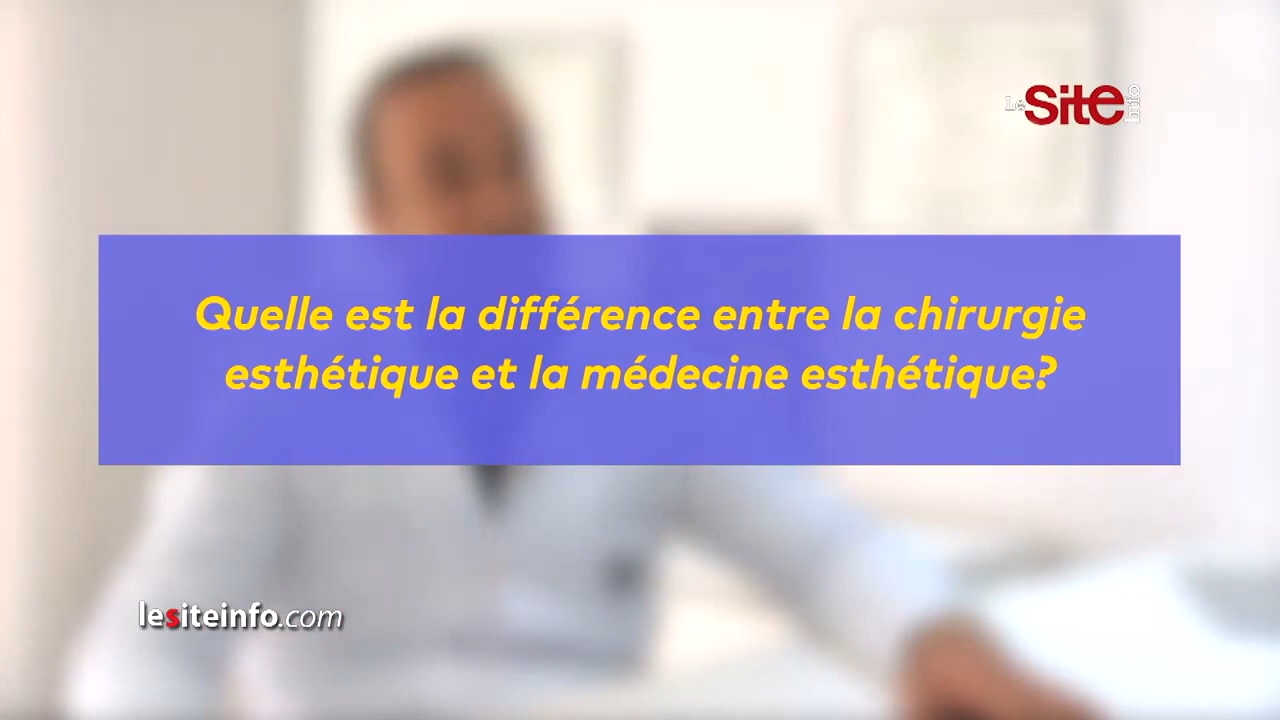 Le Site Info
Quelle est la différence entre la chirurgie
esthétique et la médecine esthétique?
lesiteinfo.com